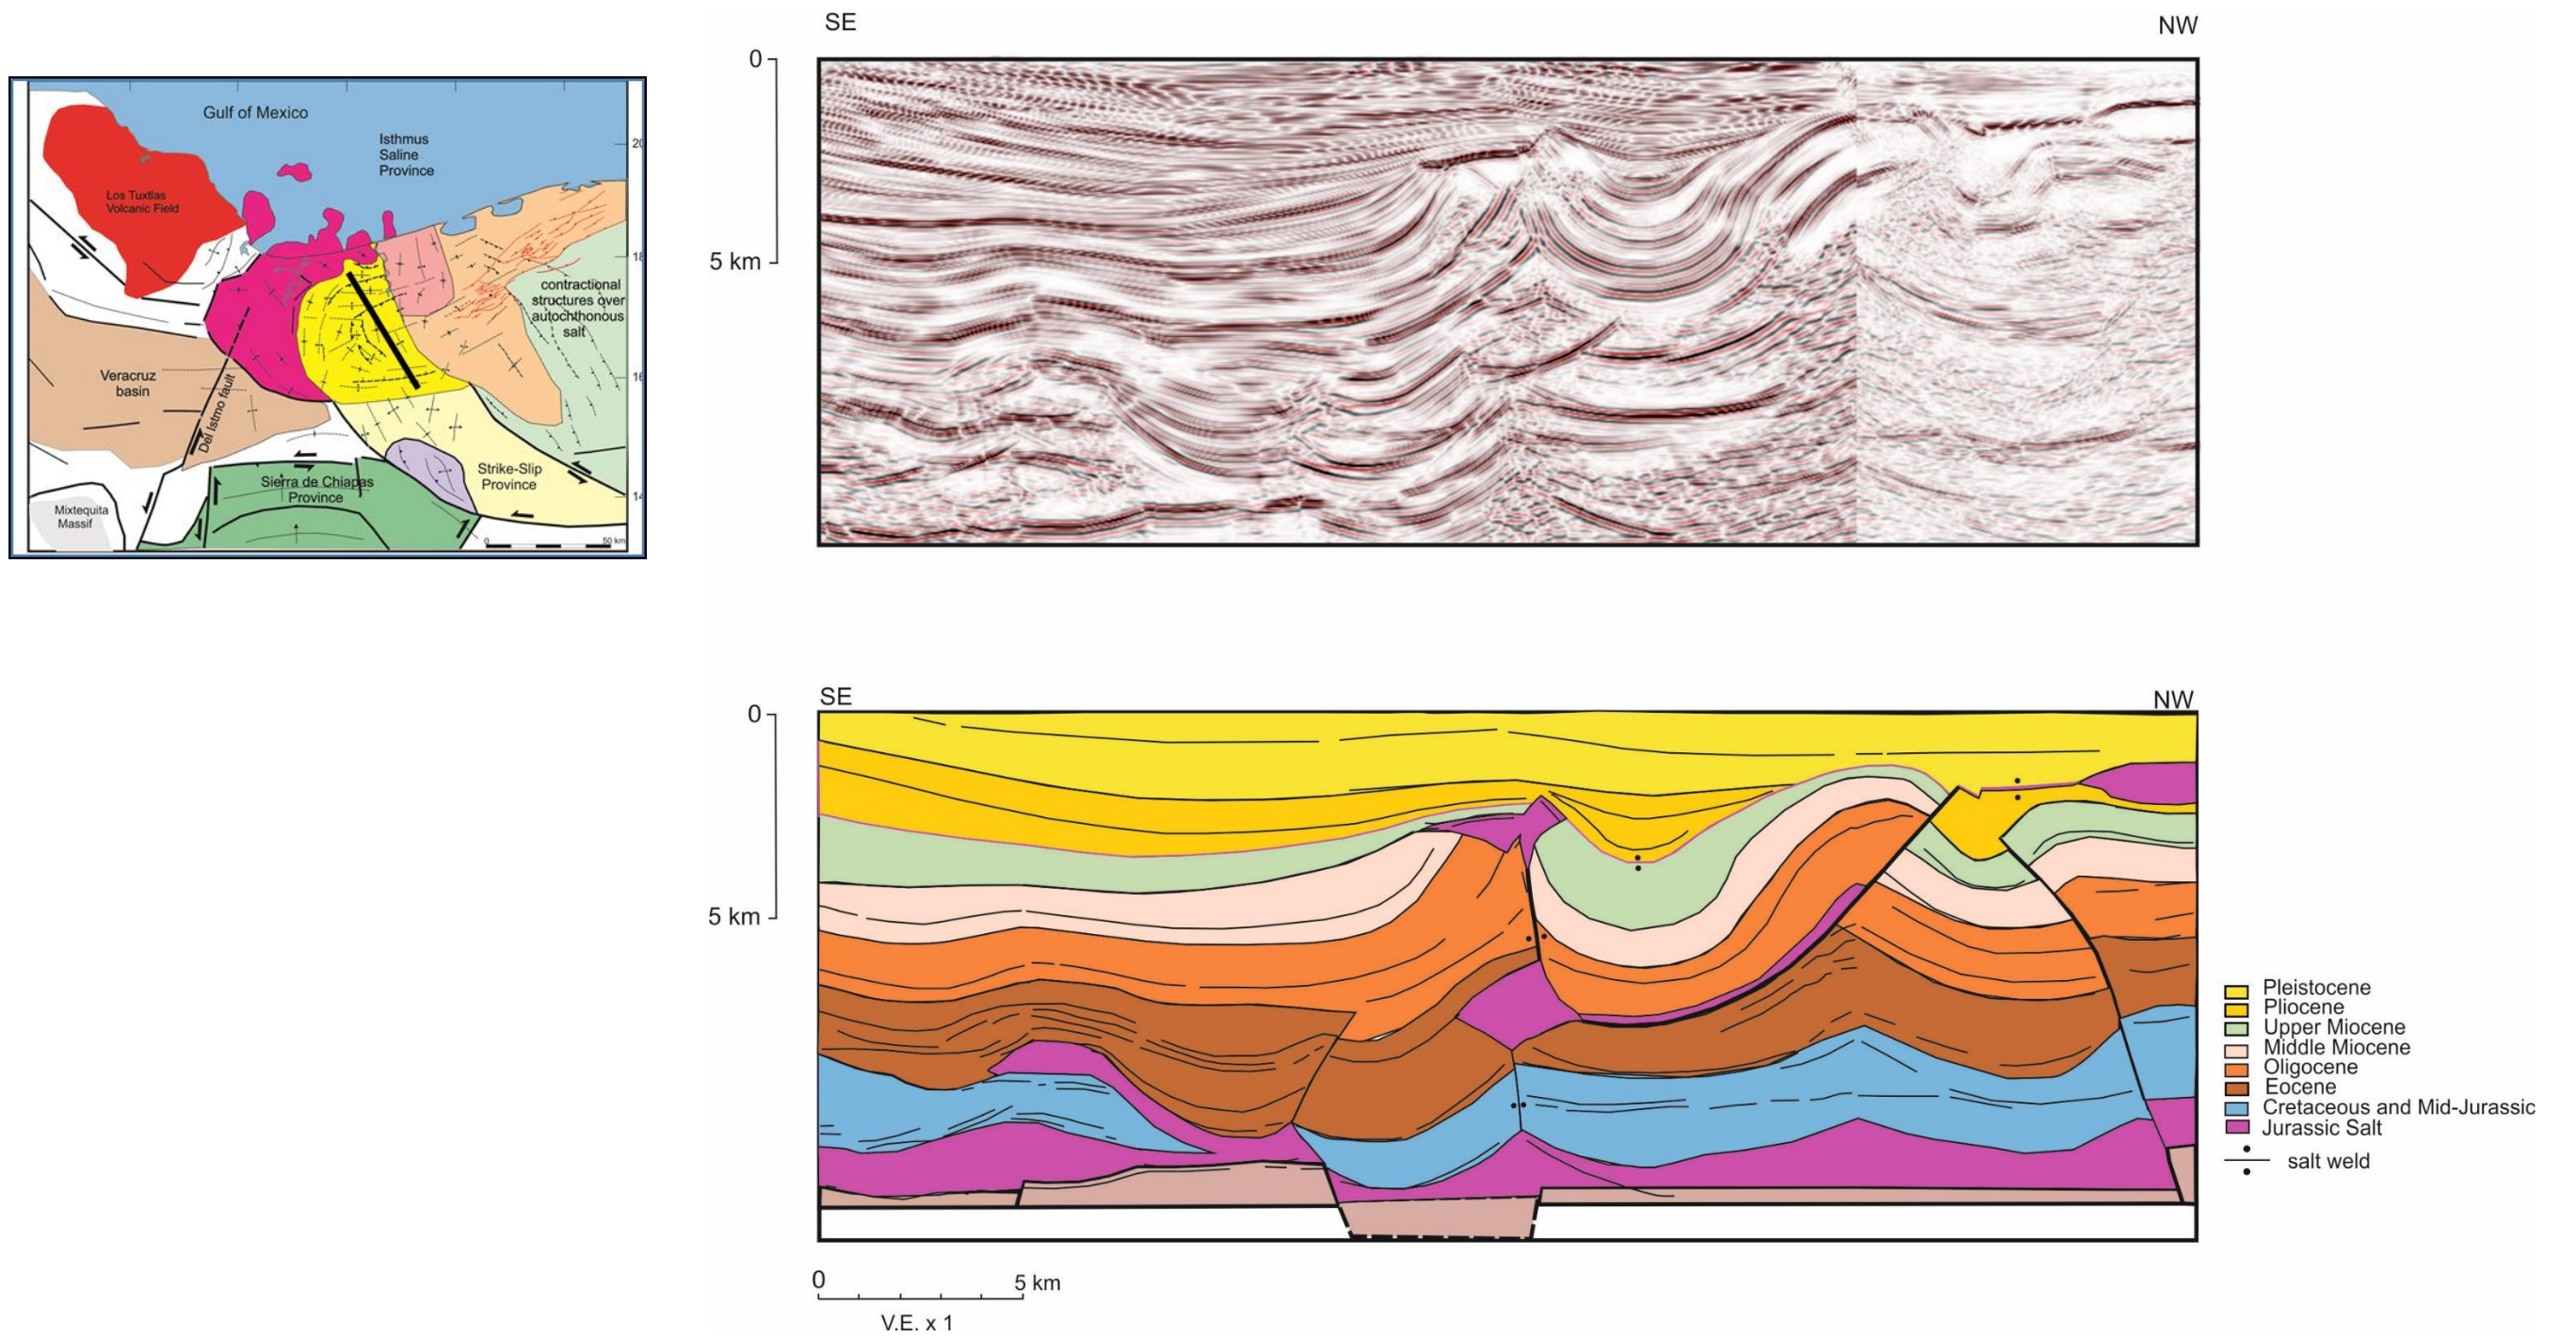 Gulf of Mexico
Isthmus
Saline
Province
Los Tuxtlas
Volcanic Field
20
18
16
14
contractional
structures over
autochthonous
salt
Veracruz
basin
Del Istmo fault
Strike-Slip
Province
Sierra de Chiapas
Province
Mixtequita
Massif
0
50 km
SE
NW
0
5 km
SE
NW
0
5 km
Pleistocene
Pliocene
Upper Miocene
Middle Miocene
Oligocene
Eocene
Cretaceous and Mid-Jurassic
Jurassic Salt
salt weld
0
5 km
V.E. x 1